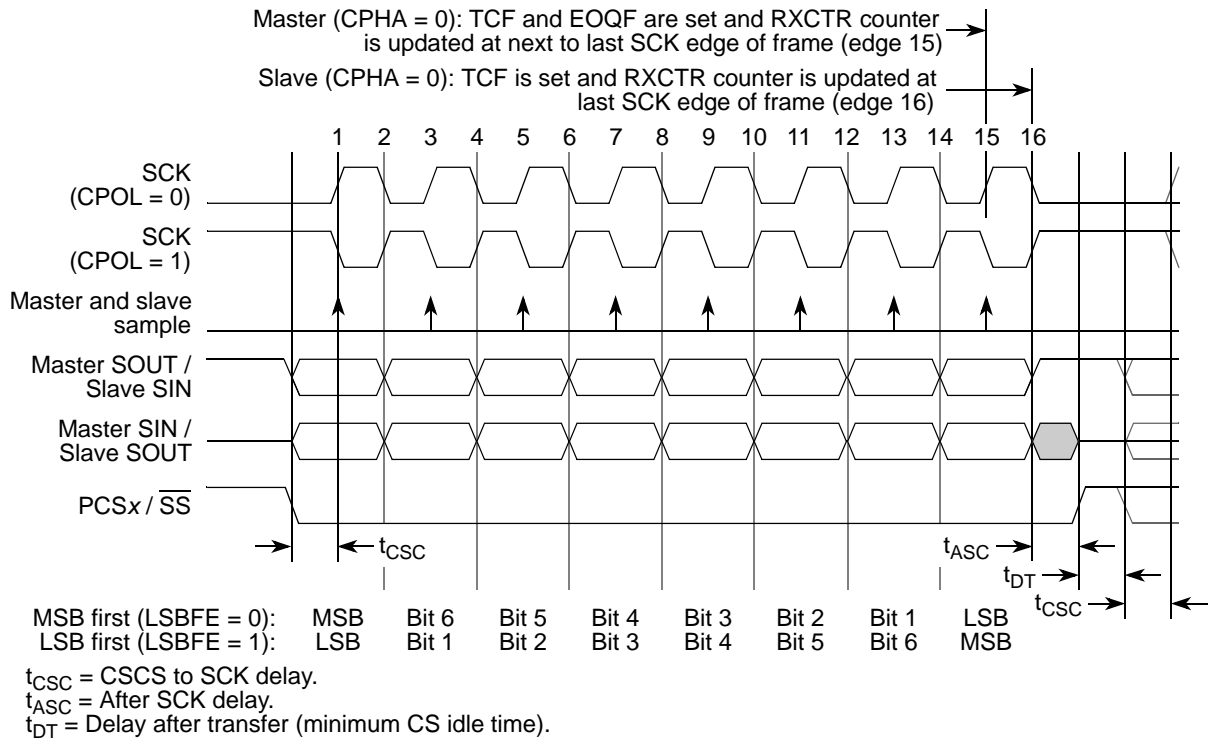 Master (CPHA = 0): TCF and EOQF are set and RXCTR counter
is updated at next to last SCK edge of frame (edge 15)
Slave (CPHA = 0): TCF is set and RXCTR counter is updated at
last SCK edge of frame (edge 16)
1 2 3 4 5 6 7 8 9 10 11 12 13 14 15 16
SCK
(CPOL = 0)
SCK
(CPOL = 1)
Master and slave
sample
Master SOUT /
Slave SIN
Master SIN /
Slave SOUT
PCSx / SS
tCSC
tASC
tDT
tCSC
MSB first (LSBFE = 0): MSB Bit 6 Bit 5 Bit 4 Bit 3 Bit 2 Bit 1 LSB
LSB first (LSBFE = 1): LSB Bit 1 Bit 2 Bit 3 Bit 4 Bit 5 Bit 6 MSB
tCSC = CSCS to SCK delay.
tASC = After SCK delay.
tDT = Delay after transfer (minimum CS idle time).